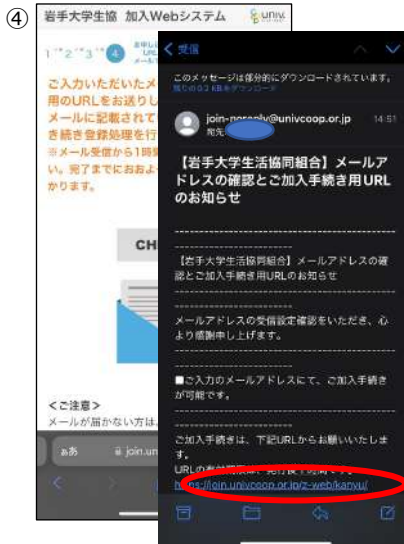 ④
岩手大学生協 加入Webシステム
univ.
1 2 3 4
ご入力いただいたメ
用のURLをお送りし
メールに記載されて
き続き登録処理を行
※メール受信から1時間
い。完了までにおおよ
かります。
CH
<ご注意>
メールが届かない方は、
ぁあ
join.un
受信
このメッセージは部分的にダウンロードされています。
join-noreply@univcoop.or.jp
14:51
宛先
【岩手大学生活協同組合】メールア
ドレスの確認とご加入手続き用URL
のお知らせ
------------------------------------------
----------------------
【岩手大学生活協同組合】メールアドレスの確
認とご加入手続き用URLのお知らせ
------------------------------------------
----------------------
メールアドレスの受信設定確認をいただき、心
より感謝申し上げます。
------------------------------------------
----------------------
■ご入力のメールアドレスにて、ご加入手続き
が可能です。
------------------------------------------
----------------------
ご加入手続きは、下記URLからお願いいたしま
す。
https://join.univcoop.or.jp/z-web/kanyu/